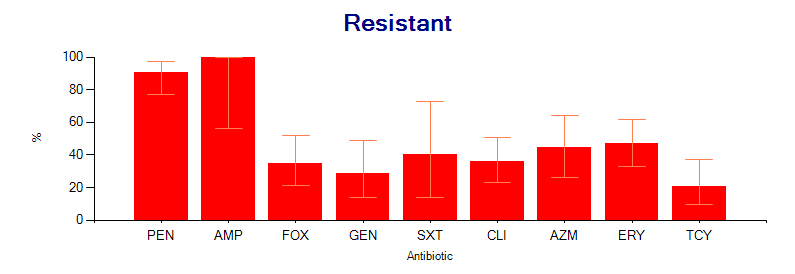 Resistant
100
80
60
40
20
0
%
PEN AMP FOX GEN SXT CLI AZM ERY TCY
Antibiotic